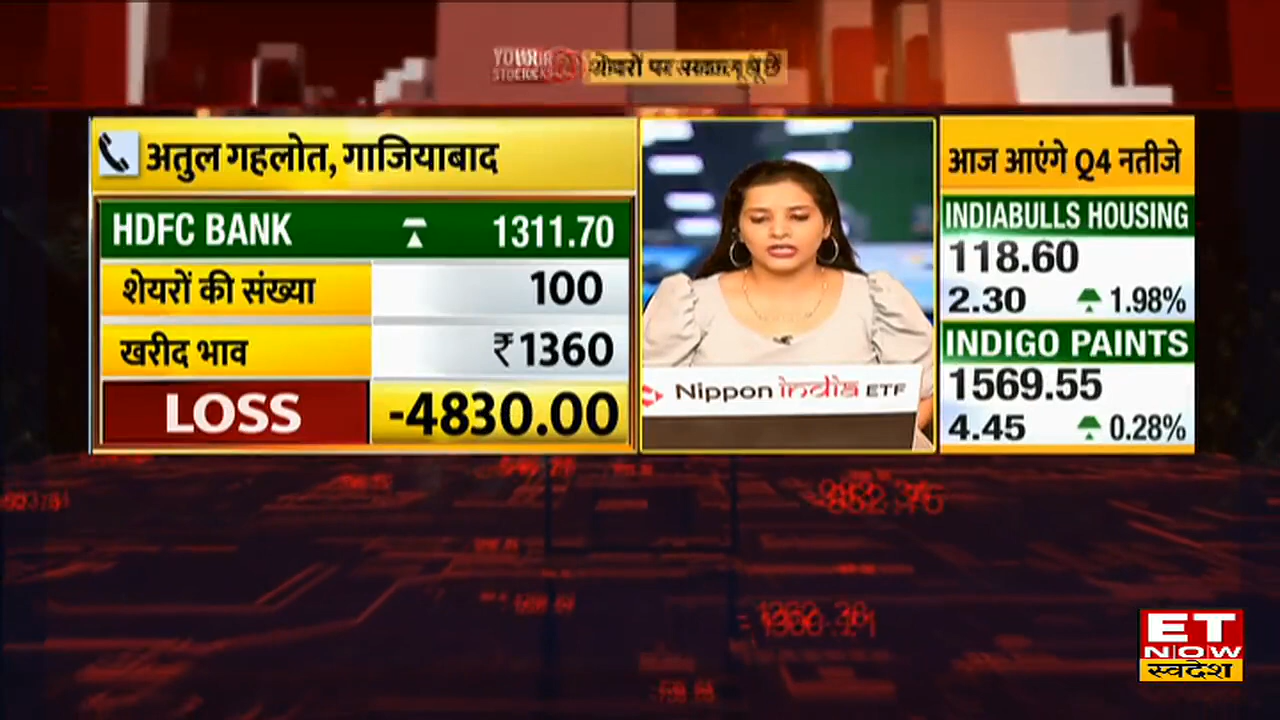 शेयरों पर
अतुल गहलोत, गाजियाबाद
HDFC BANK 1311.70
शेयरों की संख्या 100
खरीद भाव ₹1360
LOSS -4830.00
Nippon india ETF
आज आएंगे Q4 नतीजे
INDIABULLS HOUSING
118.60
2.30 1.98%
INDIGO PAINTS
1569.55
4.45 0.28%
ET
NOW
स्वदेश